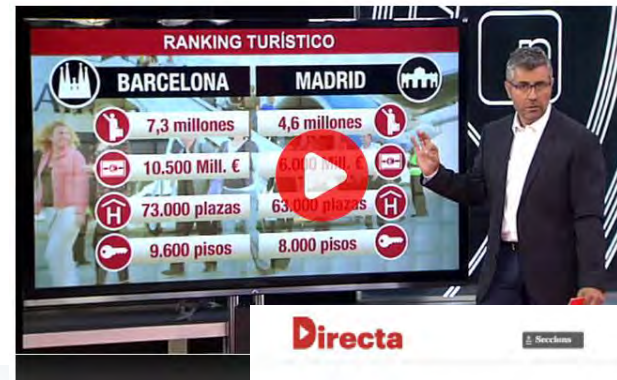 RANKING TURÍSTICO
BARCELONA MADRID
7,3 millones 4,6 millones
10.500 Mill. € 6.000 Mill. €
73.000 plazas 63.000 plazas
9.600 pisos 8.000 pisos
n
Directa
Seccions